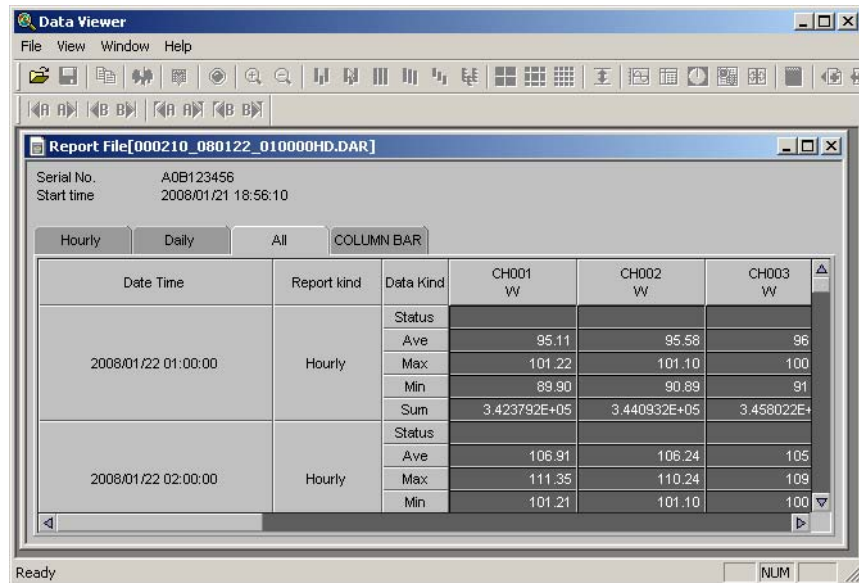 Data Viewer
File View Window Help
Report File[000210_080122_010000HD.DAR]
Serial No. A0B123456
Start time 2008/01/21 18:56:10
Hourly Daily All COLUMN BAR
Date Time Report kind Data Kind CH001 CH002 CH003
W W W
Status
Ave 95.11 95.58 96
2008/01/22 01:00:00 Hourly Max 101.22 101.10 100
Min 89.90 90.89 91
Sum 3.423792E+05 3.440932E+05 3.458022E+
Status
Ave 106.91 106.24 105
2008/01/22 02:00:00 Hourly Max 111.35 110.24 109
Min 101.21 101.10 100
Ready NUM